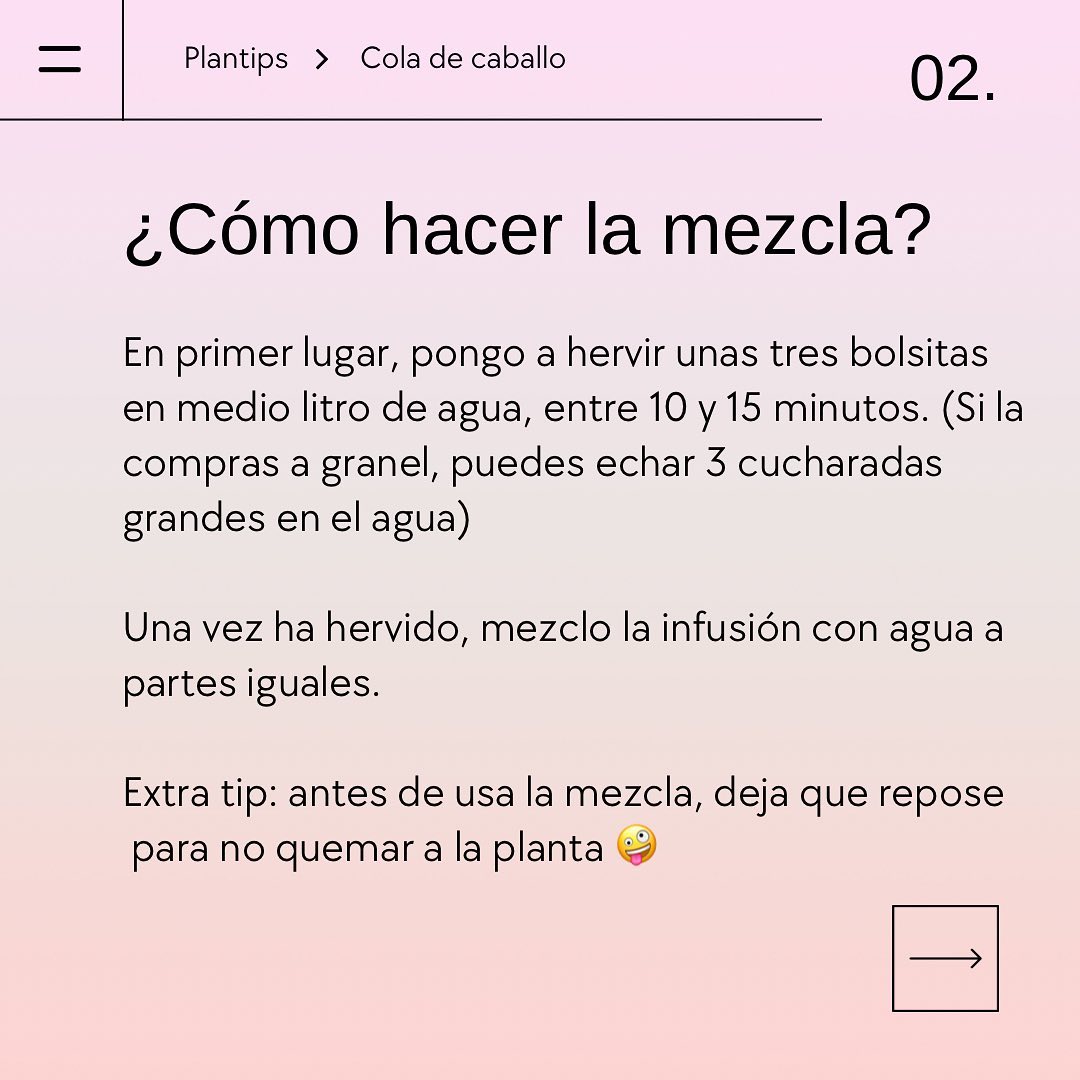 Plantips > Cola de caballo
02.
¿Cómo hacer la mezcla?
En primer lugar, pongo a hervir unas tres bolsitas
en medio litro de agua, entre 10 y 15 minutos. (Si la
compras a granel, puedes echar 3 cucharadas
grandes en el agua)
Una vez ha hervido, mezclo la infusión con agua a
partes iguales.
Extra tip: antes de usa la mezcla, deja que repose
para no quemar a la planta 🤪